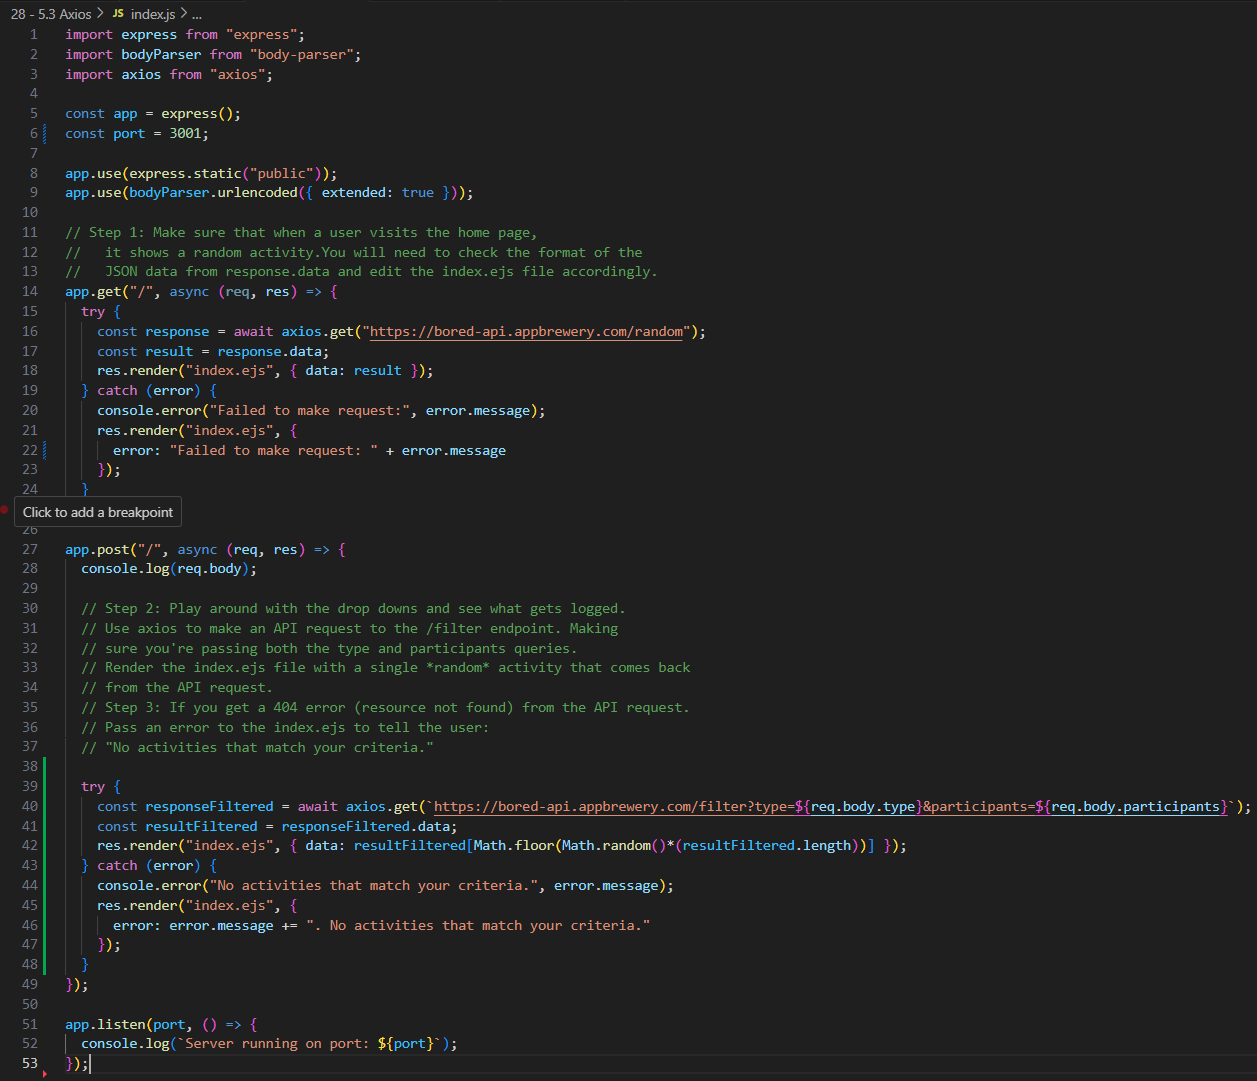 28 - 5.3 Axios > JS index.js > ...
1 import express from "express";
2 import bodyParser from "body-parser";
3 import axios from "axios";
4
5 const app = express();
6 const port = 3001;
7
8 app.use(express.static("public"));
9 app.use(bodyParser.urlencoded({ extended: true }));
10
11 // Step 1: Make sure that when a user visits the home page,
12 //   it shows a random activity.You will need to check the format of the
13 //   JSON data from response.data and edit the index.ejs file accordingly.
14 app.get("/", async (req, res) => {
15   try {
16     const response = await axios.get("https://bored-api.appbrewery.com/random");
17     const result = response.data;
18     res.render("index.ejs", { data: result });
19   } catch (error) {
20     console.error("Failed to make request:", error.message);
21     res.render("index.ejs", {
22       error: "Failed to make request: " + error.message
23     });
24   }
Click to add a breakpoint
26
27 app.post("/", async (req, res) => {
28   console.log(req.body);
29
30   // Step 2: Play around with the drop downs and see what gets logged.
31   // Use axios to make an API request to the /filter endpoint. Making
32   // sure you're passing both the type and participants queries.
33   // Render the index.ejs file with a single *random* activity that comes back
34   // from the API request.
35   // Step 3: If you get a 404 error (resource not found) from the API request.
36   // Pass an error to the index.ejs to tell the user:
37   // "No activities that match your criteria."
38
39   try {
40     const responseFiltered = await axios.get(`https://bored-api.appbrewery.com/filter?type=${req.body.type}&participants=${req.body.participants}`);
41     const resultFiltered = responseFiltered.data;
42     res.render("index.ejs", { data: resultFiltered[Math.floor(Math.random()*(resultFiltered.length))] });
43   } catch (error) {
44     console.error("No activities that match your criteria.", error.message);
45     res.render("index.ejs", {
46       error: error.message += ". No activities that match your criteria."
47     });
48   }
49 });
50
51 app.listen(port, () => {
52   console.log(`Server running on port: ${port}`);
53 });